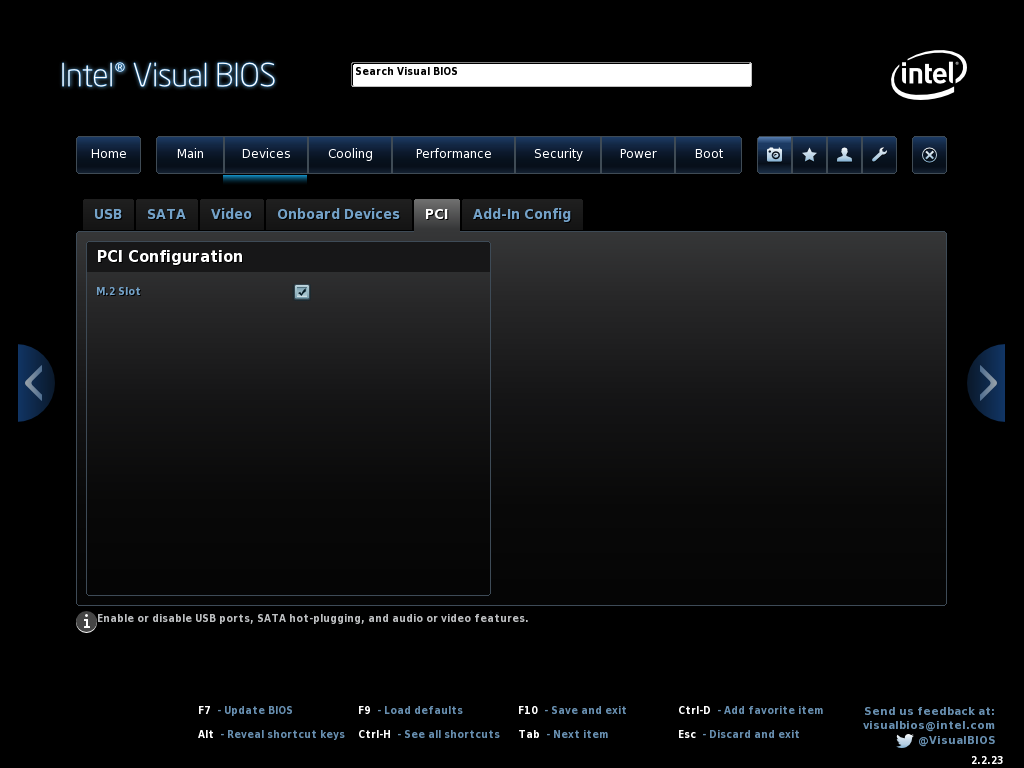 Intel® Visual BIOS
Search Visual BIOS
intel®
Home Main Devices Cooling Performance Security Power Boot
USB SATA Video Onboard Devices PCI Add-In Config
PCI Configuration
M.2 Slot
Enable or disable USB ports, SATA hot-plugging, and audio or video features.
F7 - Update BIOS F9 - Load defaults F10 - Save and exit Ctrl-D - Add favorite item
Alt - Reveal shortcut keys Ctrl-H - See all shortcuts Tab - Next item Esc - Discard and exit
Send us feedback at:
visualbios@intel.com
@VisualBIOS
2.2.23